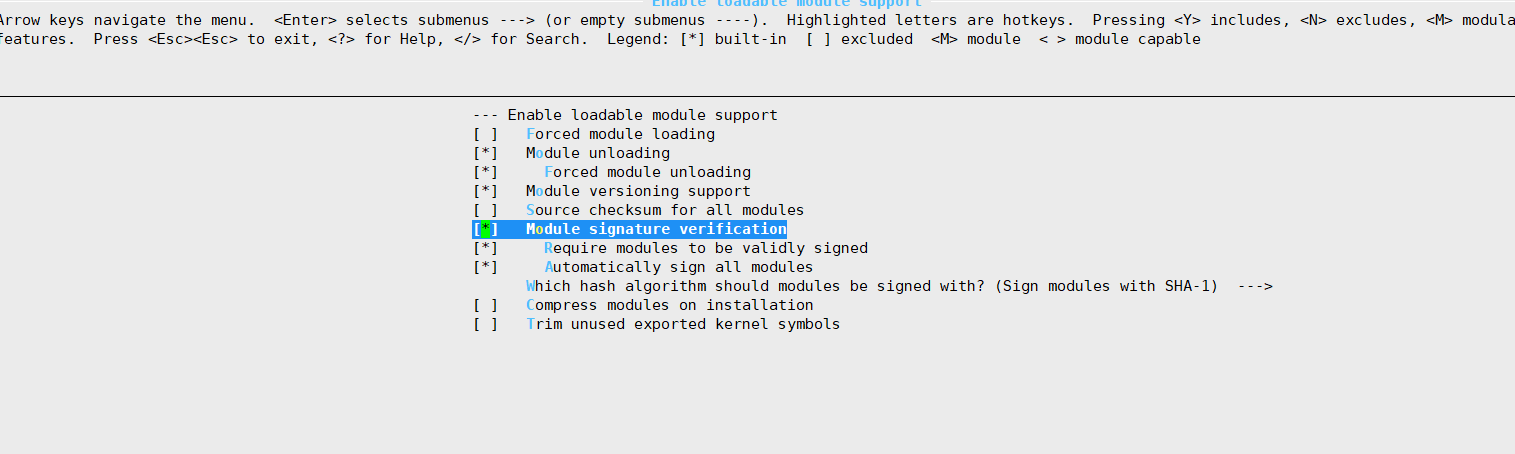 Enable loadable module support
Arrow keys navigate the menu.  <Enter> selects submenus ---> (or empty submenus ----).  Highlighted letters are hotkeys.  Pressing <Y> includes, <N> excludes, <M> modula
features.  Press <Esc><Esc> to exit, <?> for Help, </> for Search.  Legend: [*] built-in  [ ] excluded  <M> module  < > module capable
--- Enable loadable module support
[ ]   Forced module loading
[*]   Module unloading
[*]     Forced module unloading
[*]   Module versioning support
[ ]   Source checksum for all modules
[*]   Module signature verification
[*]     Require modules to be validly signed
[*]     Automatically sign all modules
Which hash algorithm should modules be signed with? (Sign modules with SHA-1)  --->
[ ]   Compress modules on installation
[ ]   Trim unused exported kernel symbols